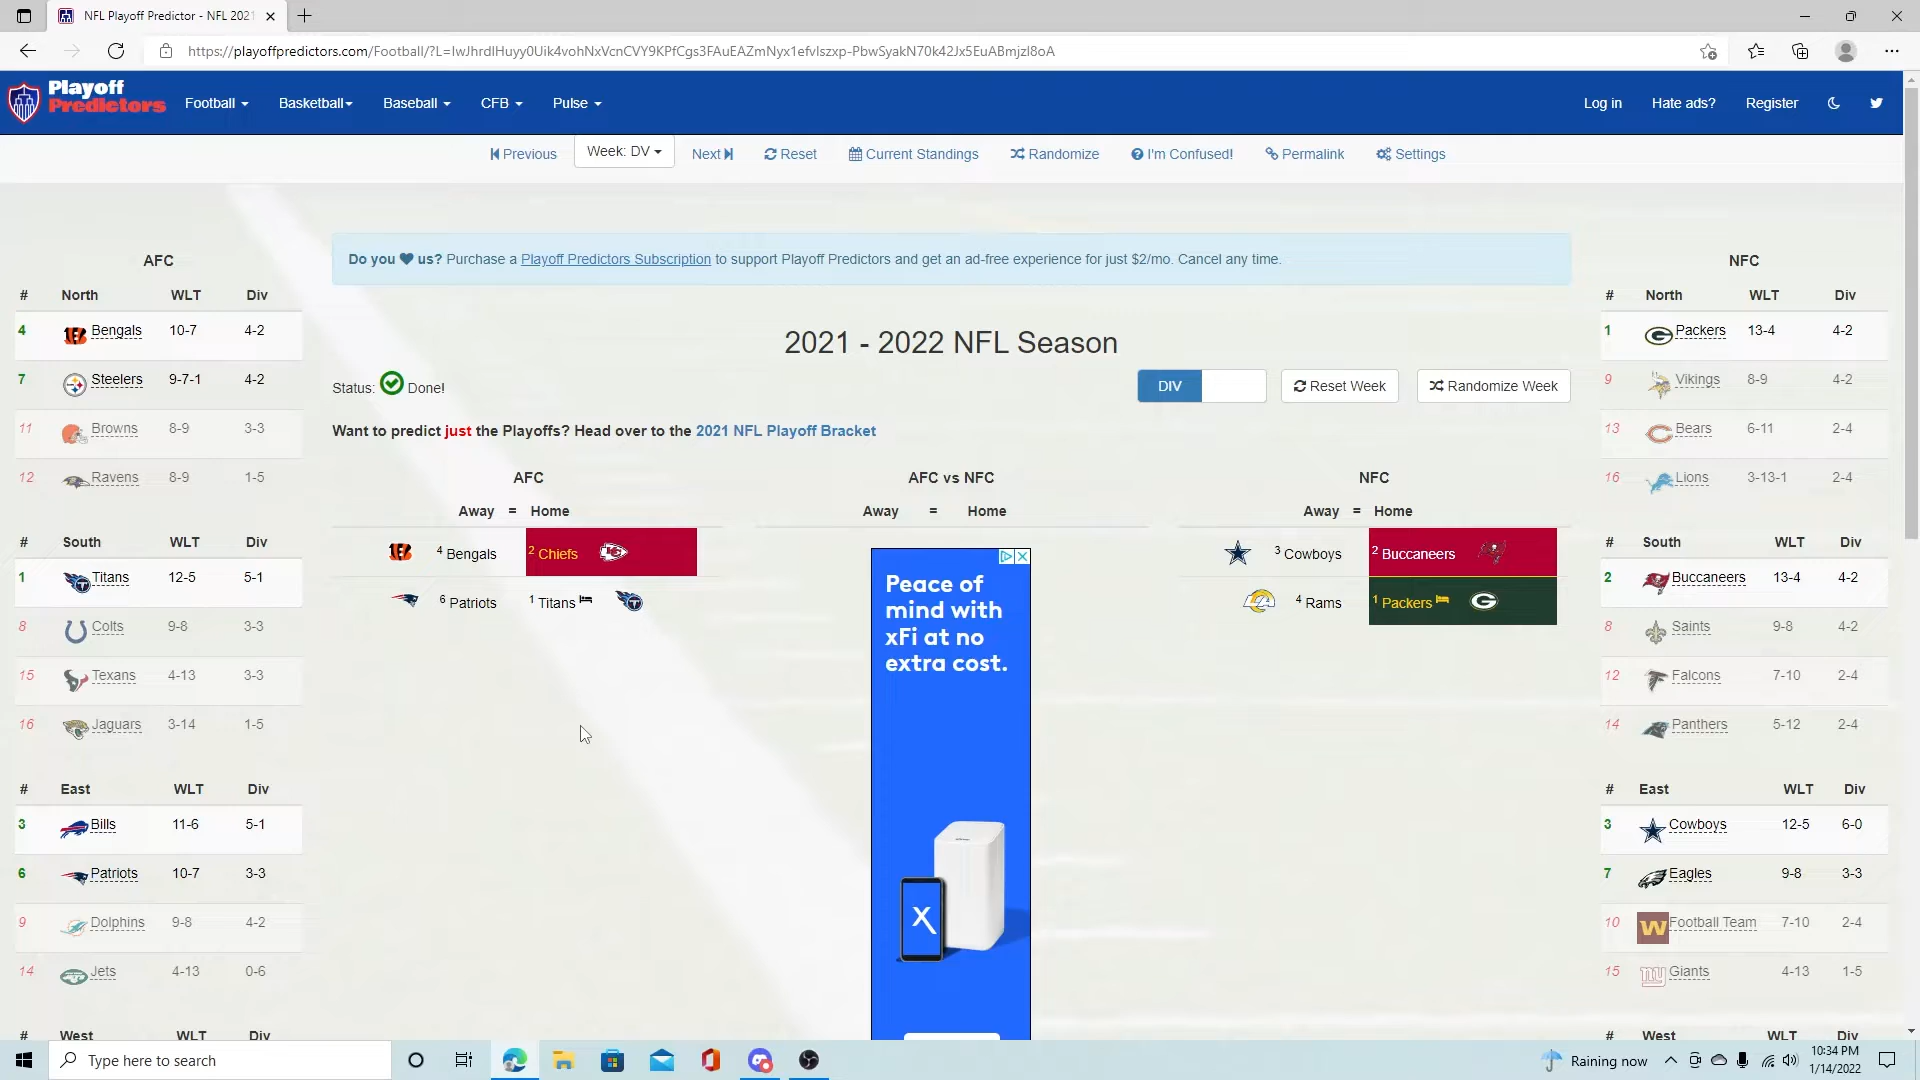 NFL Playoff Predictor - NFL 2021
https://playoffpredictors.com/Football/?L=IwJhrdIHuyy0Uik4vohNxVcnCVY9KPfCgs3FAuEAZmNyx1efvlszxp-PbwSyakN70k42Jx5EuABmjzl8oA
Playoff Predictors
Football
Basketball
Baseball
CFB
Pulse
Log in
Hate ads?
Register
Previous
Week: DV
Next
Reset
Current Standings
Randomize
I'm Confused!
Permalink
Settings
Do you us? Purchase a Playoff Predictors Subscription to support Playoff Predictors and get an ad-free experience for just $2/mo. Cancel any time.
2021 - 2022 NFL Season
Status: Done!
DIV
Reset Week
Randomize Week
Want to predict just the Playoffs? Head over to the 2021 NFL Playoff Bracket
AFC
# North WLT Div
4 Bengals 10-7 4-2
7 Steelers 9-7-1 4-2
11 Browns 8-9 3-3
12 Ravens 8-9 1-5
# South WLT Div
1 Titans 12-5 5-1
8 Colts 9-8 3-3
15 Texans 4-13 3-3
16 Jaguars 3-14 1-5
# East WLT Div
3 Bills 11-6 5-1
6 Patriots 10-7 3-3
9 Dolphins 9-8 4-2
14 Jets 4-13 0-6
# West WLT Div
AFC
Away = Home
4 Bengals 2 Chiefs
6 Patriots 1 Titans
AFC vs NFC
Away = Home
Peace of
mind with
xFi at no
extra cost.
X
NFC
Away = Home
3 Cowboys 2 Buccaneers
4 Rams 1 Packers
NFC
# North WLT Div
1 Packers 13-4 4-2
9 Vikings 8-9 4-2
13 Bears 6-11 2-4
16 Lions 3-13-1 2-4
# South WLT Div
2 Buccaneers 13-4 4-2
8 Saints 9-8 4-2
12 Falcons 7-10 2-4
14 Panthers 5-12 2-4
# East WLT Div
3 Cowboys 12-5 6-0
7 Eagles 9-8 3-3
10 Football Team 7-10 2-4
15 Giants 4-13 1-5
# West WLT Div
Type here to search
Raining now
10:34 PM
1/14/2022